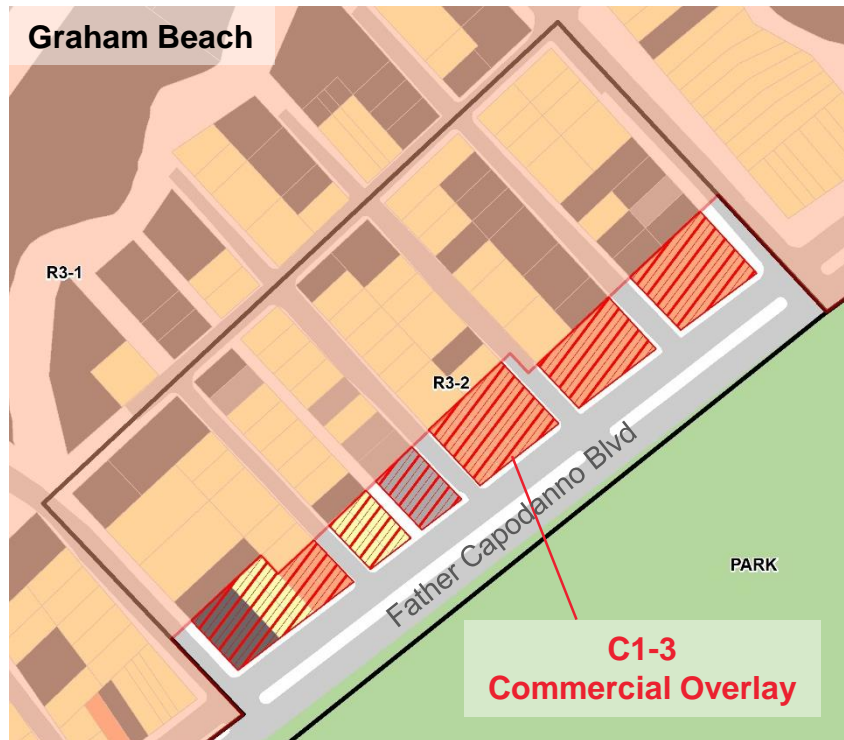 Graham Beach
R3-1
R3-2
Father Capodanno Blvd
PARK
C1-3
Commercial Overlay